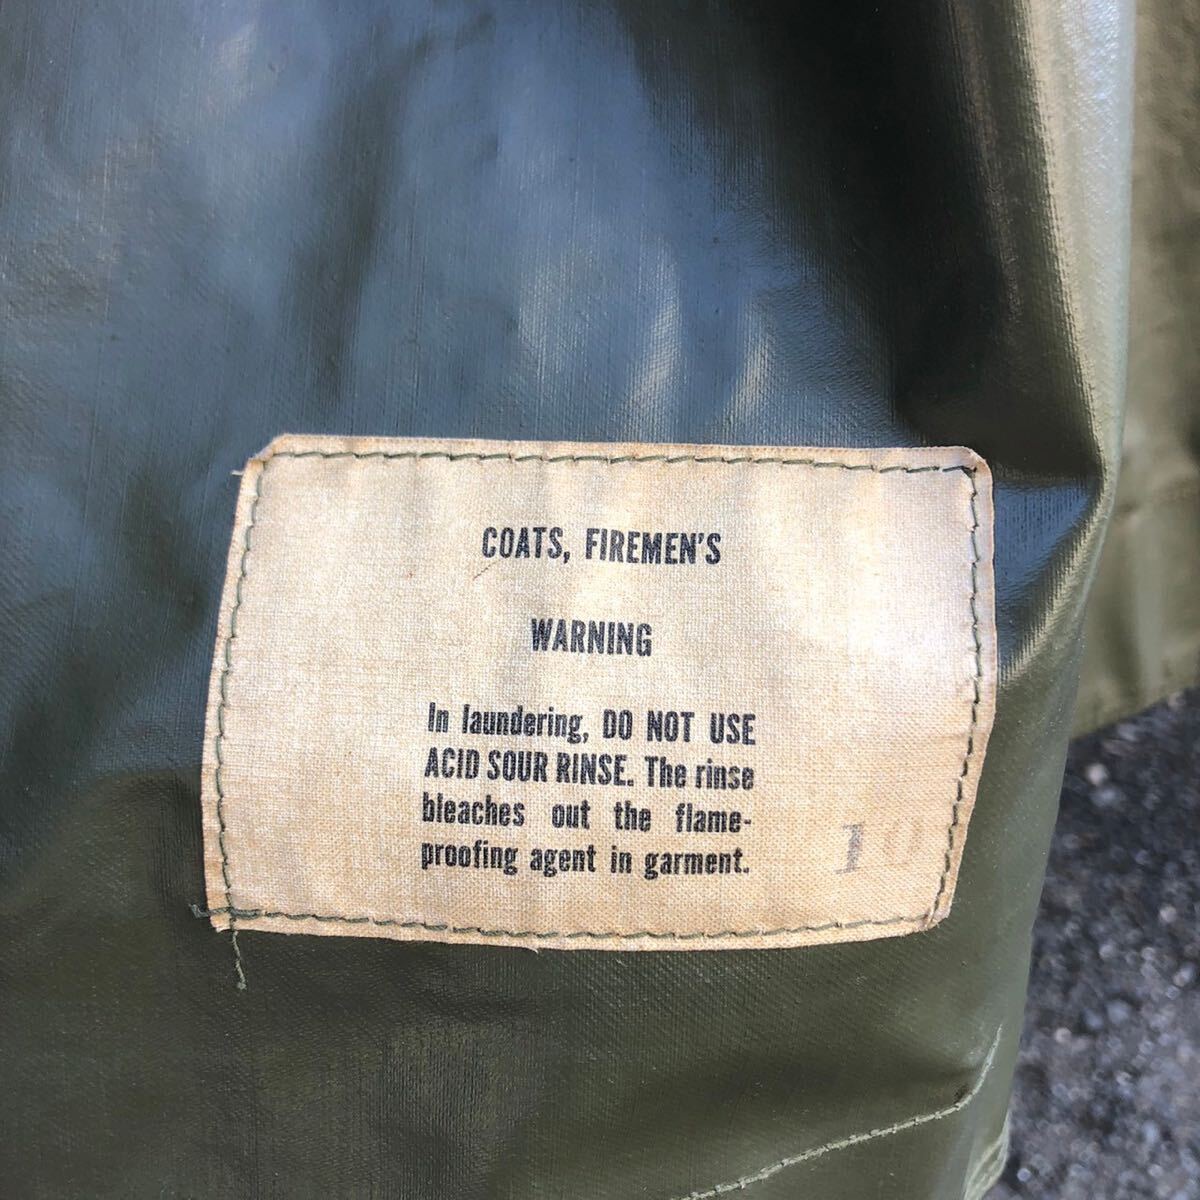 COATS, FIREMEN'S
WARNING
In laundering, DO NOT USE
ACID SOUR RINSE. The rinse
bleaches out the flame-
proofing agent in garment.